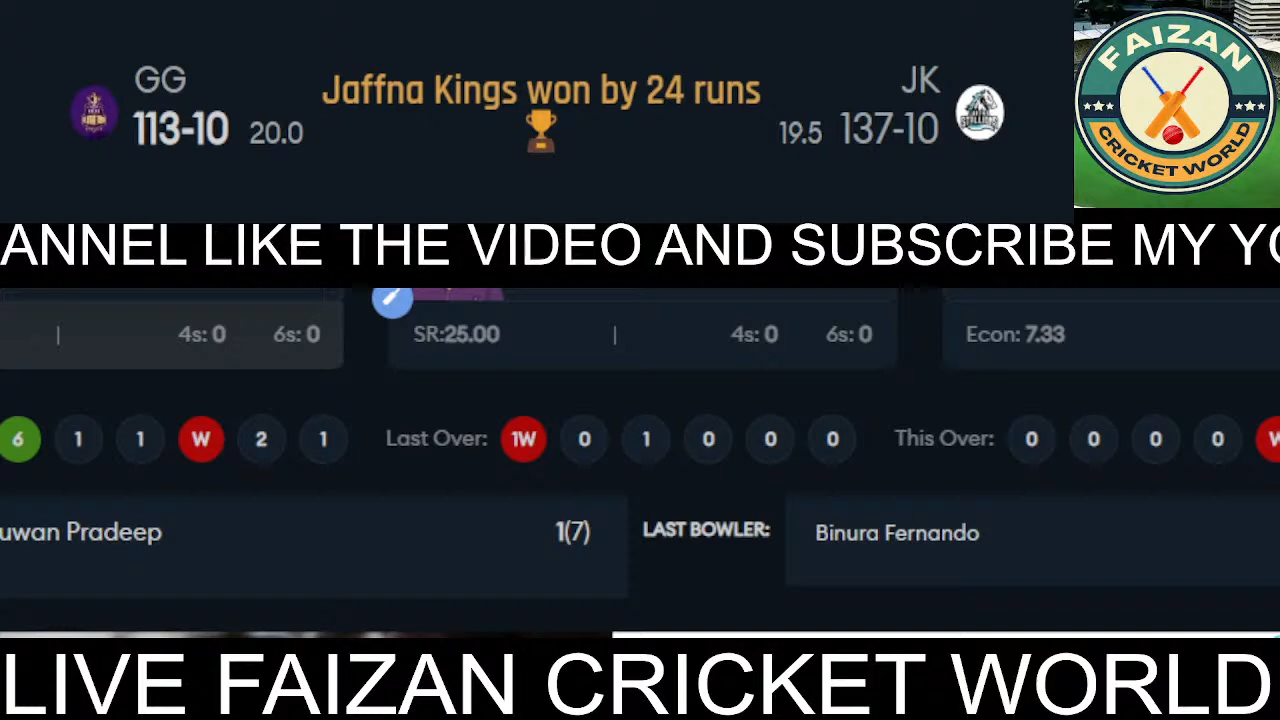 GG
113-10 20.0
Jaffna Kings won by 24 runs
JK
19.5 137-10
FAIZAN
CRICKET WORLD
ANNEL LIKE THE VIDEO AND SUBSCRIBE MY YO
| 4s: 0 6s: 0
SR:25.00 | 4s: 0 6s: 0
Econ: 7.33
6 1 1 W 2 1 Last Over: 1W 0 1 0 0 0 This Over: 0 0 0 0 W
uwan Pradeep 1(7) LAST BOWLER: Binura Fernando
LIVE FAIZAN CRICKET WORLD